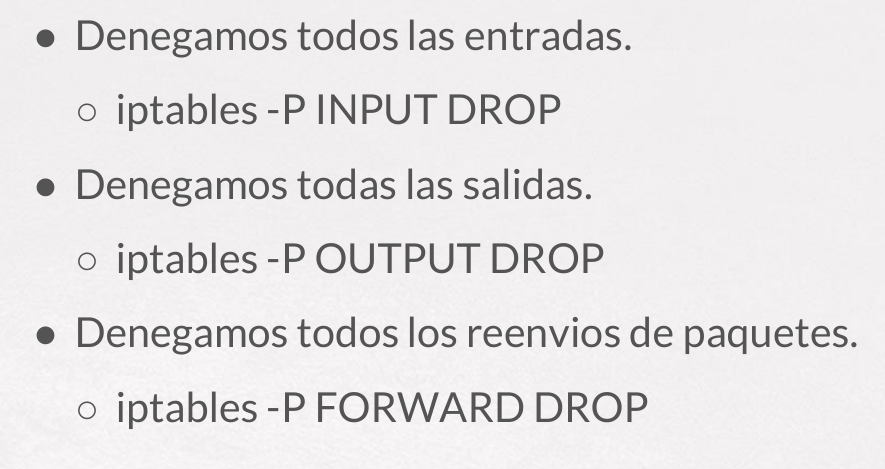 ● Denegamos todos las entradas.
○ iptables -P INPUT DROP
● Denegamos todas las salidas.
○ iptables -P OUTPUT DROP
● Denegamos todos los reenvios de paquetes.
○ iptables -P FORWARD DROP